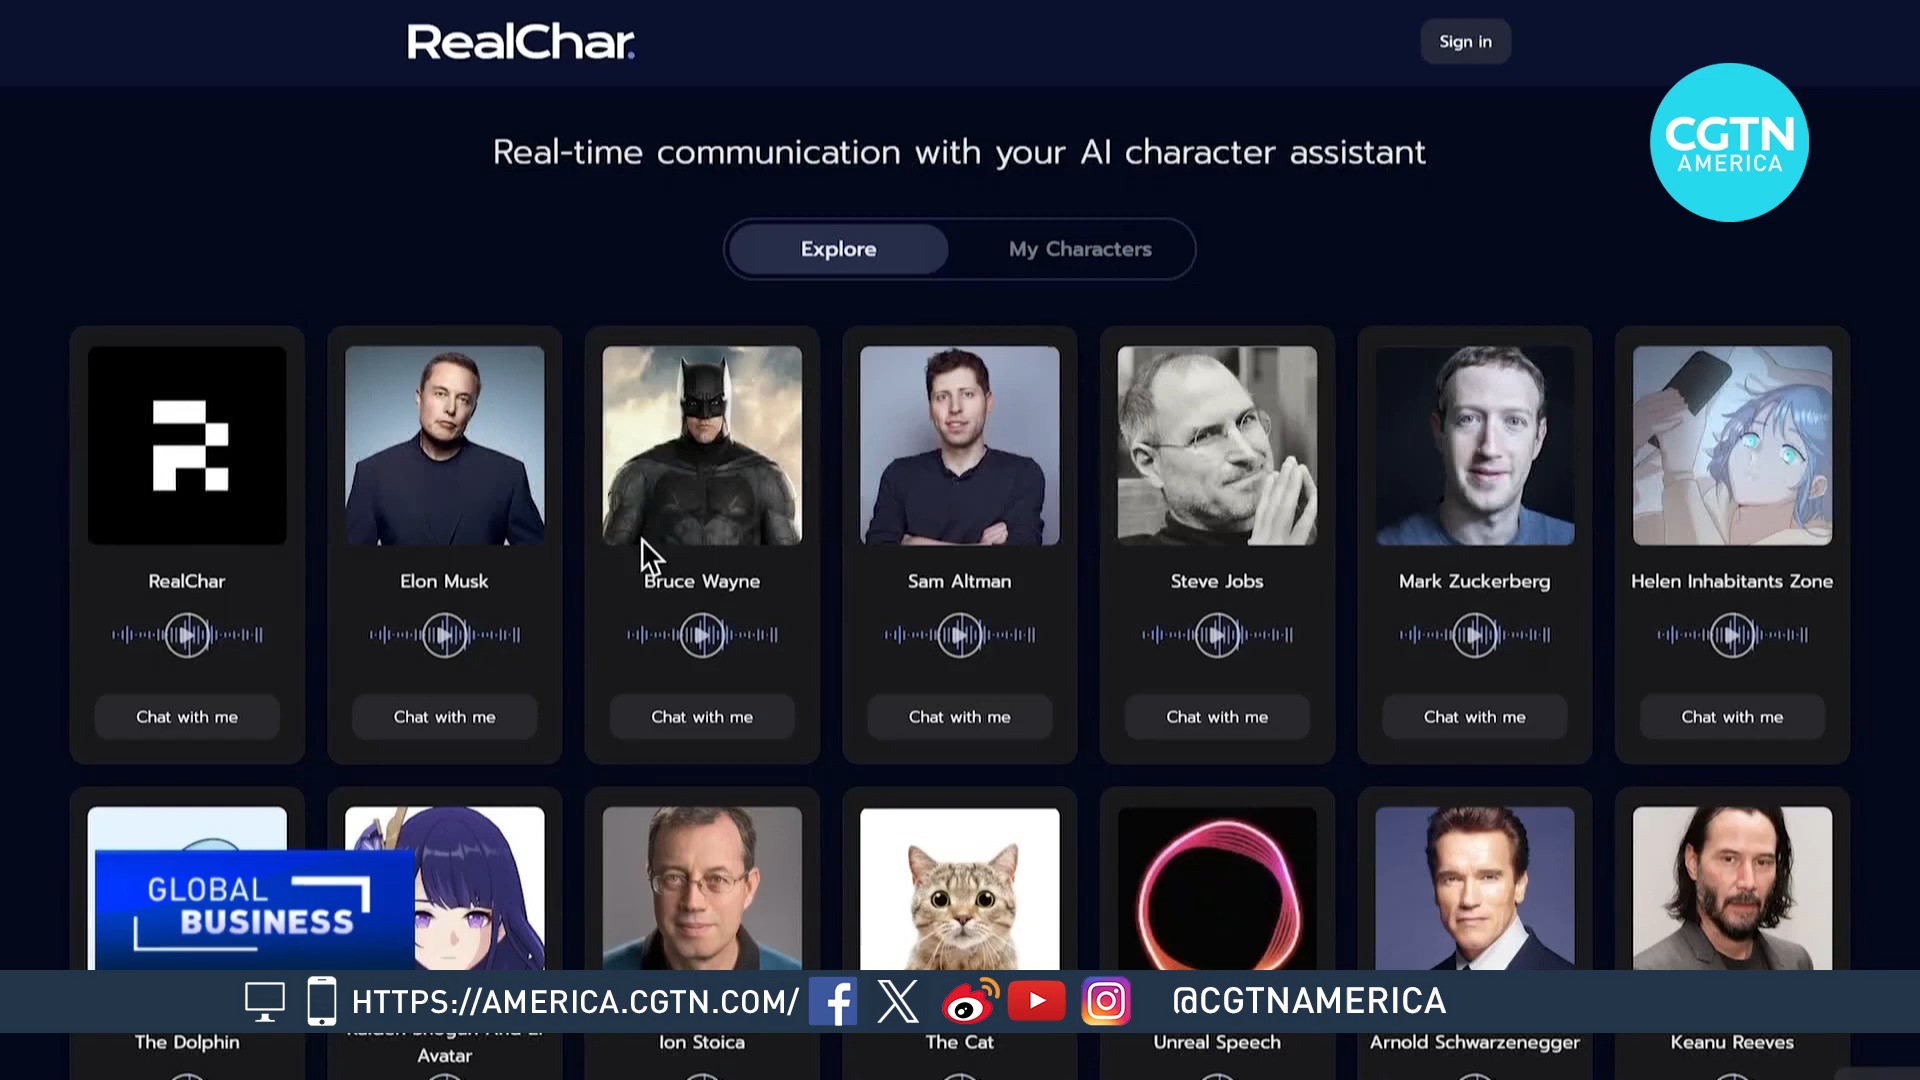 RealChar.
Sign in
CGTN
AMERICA
Real-time communication with your AI character assistant
Explore
My Characters
RealChar
Elon Musk
Bruce Wayne
Sam Altman
Steve Jobs
Mark Zuckerberg
Helen Inhabitants Zone
Chat with me
Chat with me
Chat with me
Chat with me
Chat with me
Chat with me
Chat with me
GLOBAL
BUSINESS
HTTPS://AMERICA.CGTN.COM/
@CGTNAMERICA
The Dolphin
Avatar
Ion Stoica
The Cat
Unreal Speech
Arnold Schwarzenegger
Keanu Reeves